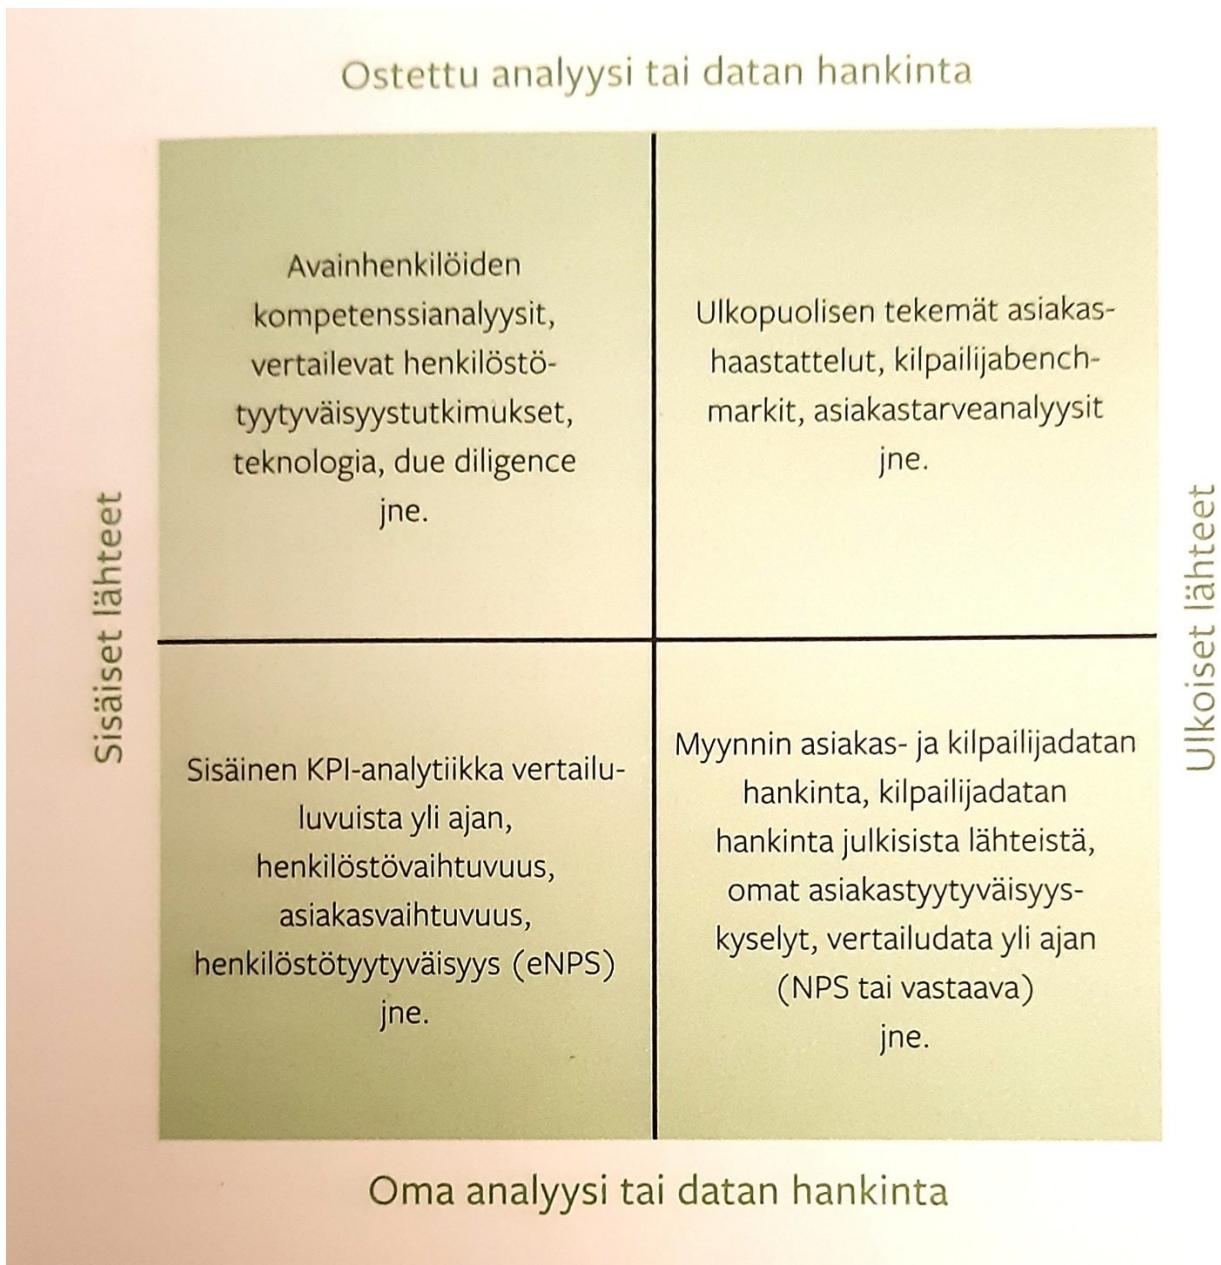 Ostettu analyysi tai datan hankinta
Avainhenkilöiden
kompetenssianalyysit,
vertailevat henkilöstö-
tyytyväisyystutkimukset,
teknologia, due diligence
jne.
Ulkopuolisen tekemät asiakas-
haastattelut, kilpailijabench-
markit, asiakastarveanalyysit
jne.
Sisäiset lähteet
Ulkoiset lähteet
Sisäinen KPI-analytiikka vertailu-
luvuista yli ajan,
henkilöstövaihtuvuus,
asiakasvaihtuvuus,
henkilöstötyytyväisyys (eNPS)
jne.
Myynnin asiakas- ja kilpailijadatan
hankinta, kilpailijadatan
hankinta julkisista lähteistä,
omat asiakastyytyväisyys-
kyselyt, vertailudata yli ajan
(NPS tai vastaava)
jne.
Oma analyysi tai datan hankinta